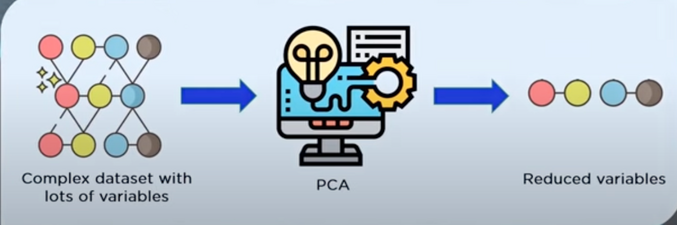 Complex dataset with
lots of variables
PCA
Reduced variables